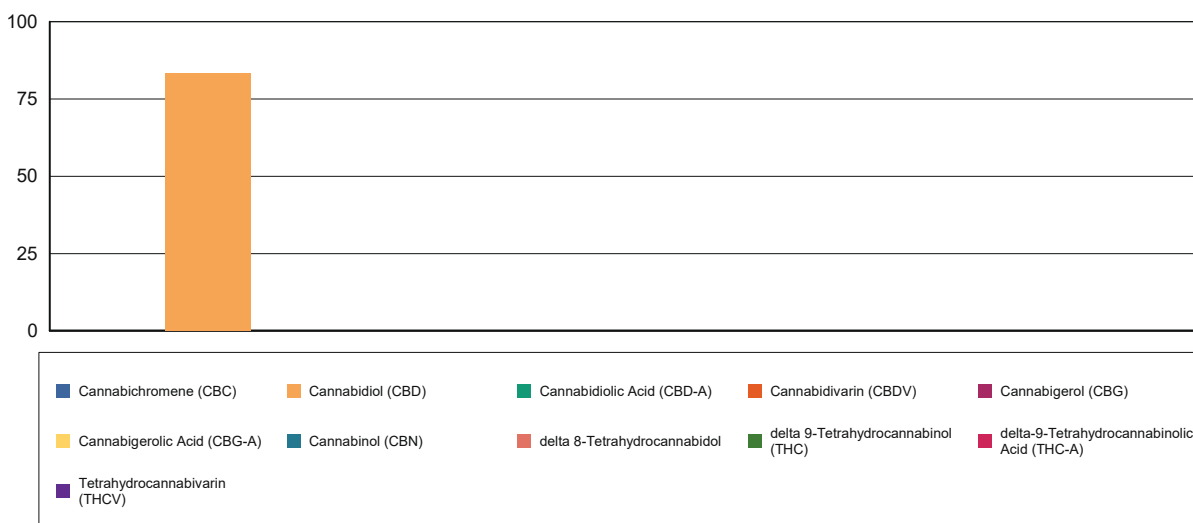 100
75
50
25
0
Cannabichromene (CBC)
Cannabidiol (CBD)
Cannabidiolic Acid (CBD-A)
Cannabidivarin (CBDV)
Cannabigerol (CBG)
Cannabigerolic Acid (CBG-A)
Cannabinol (CBN)
delta 8-Tetrahydrocannabidol
delta 9-Tetrahydrocannabinol
(THC)
delta-9-Tetrahydrocannabinolic
Acid (THC-A)
Tetrahydrocannabivarin
(THCV)